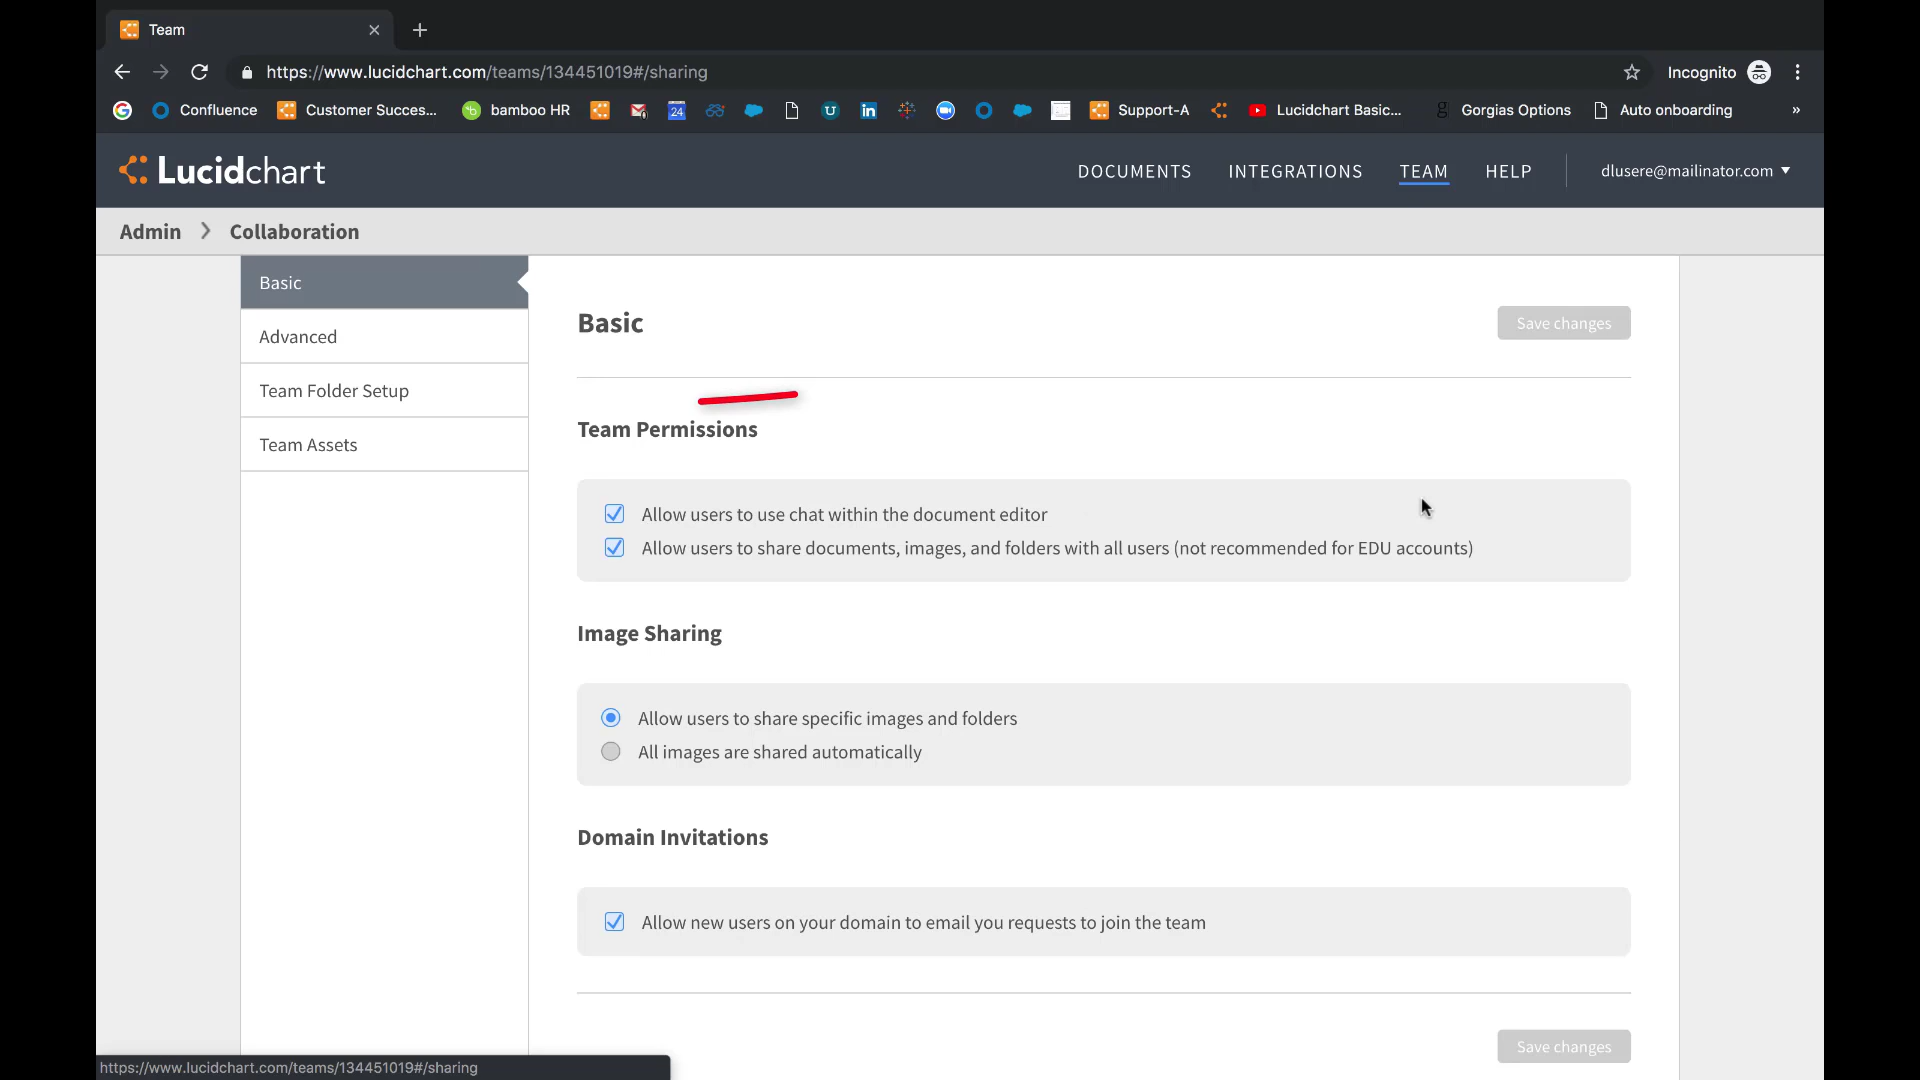 Team
https://www.lucidchart.com/teams/134451019#/sharing
Incognito
Confluence
Customer Succes...
bamboo HR
24
U
in
Support-A
Lucidchart Basic...
g
Gorgias Options
Auto onboarding
»
Lucidchart
DOCUMENTS
INTEGRATIONS
TEAM
HELP
dlusere@mailinator.com
Admin
Collaboration
Basic
Advanced
Team Folder Setup
Team Assets
Basic
Save changes
Team Permissions
Allow users to use chat within the document editor
Allow users to share documents, images, and folders with all users (not recommended for EDU accounts)
Image Sharing
Allow users to share specific images and folders
All images are shared automatically
Domain Invitations
Allow new users on your domain to email you requests to join the team
Save changes
https://www.lucidchart.com/teams/134451019#/sharing